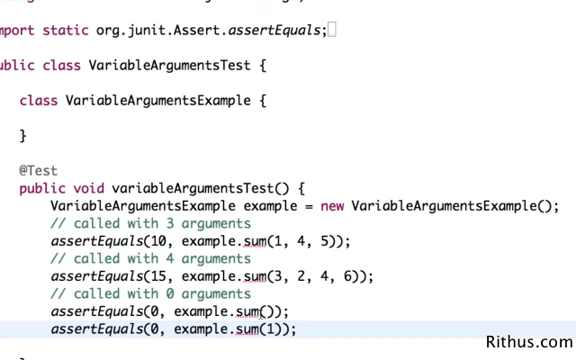 import static org.junit.Assert.assertEquals;
public class VariableArgumentsTest {
class VariableArgumentsExample {
}
@Test
public void variableArgumentsTest() {
VariableArgumentsExample example = new VariableArgumentsExample();
// called with 3 arguments
assertEquals(10, example.sum(1, 4, 5));
// called with 4 arguments
assertEquals(15, example.sum(3, 2, 4, 6));
// called with 0 arguments
assertEquals(0, example.sum());
assertEquals(0, example.sum(1));
Rithus.com